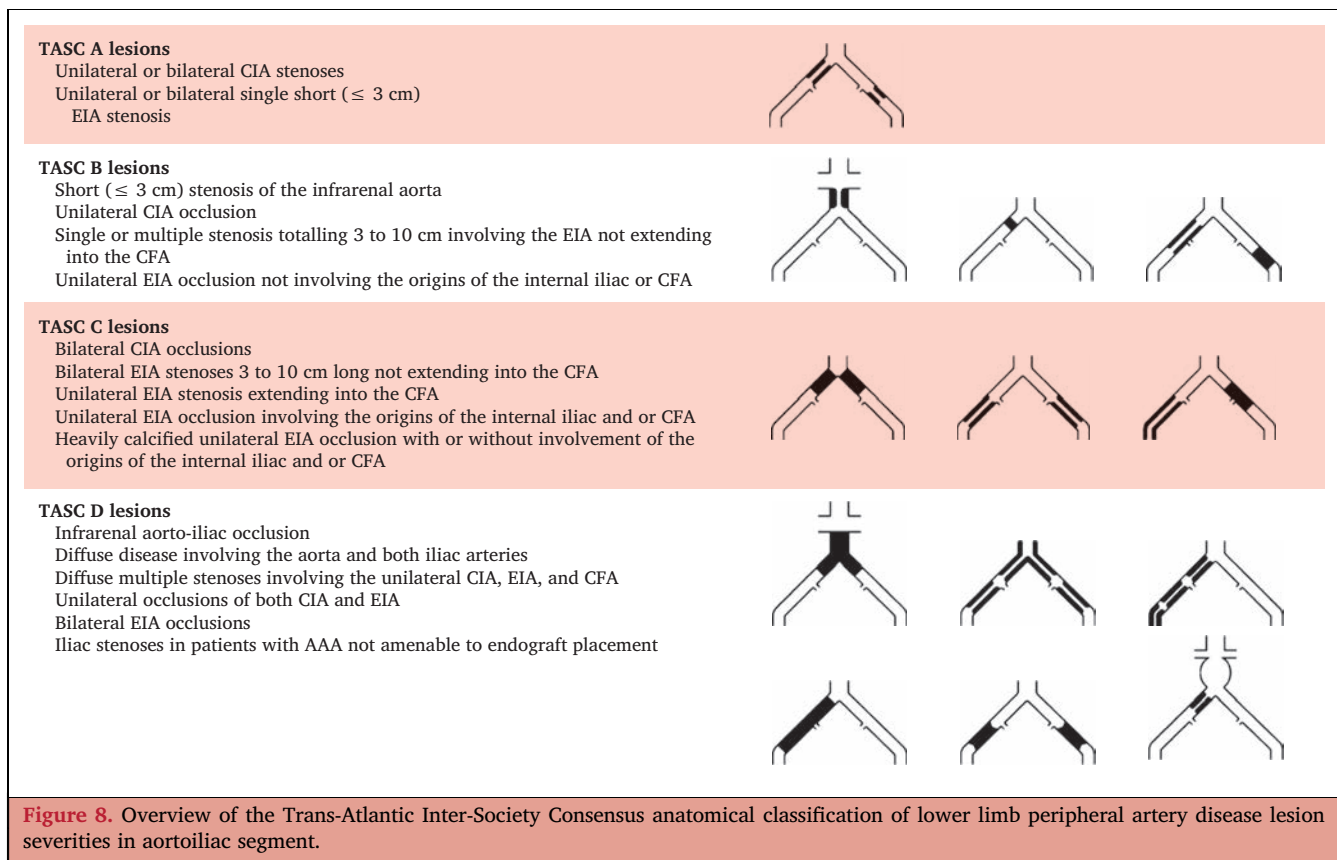 TASC A lesions
Unilateral or bilateral CIA stenoses
Unilateral or bilateral single short (≤ 3 cm)
EIA stenosis
TASC B lesions
Short (≤ 3 cm) stenosis of the infrarenal aorta
Unilateral CIA occlusion
Single or multiple stenosis totalling 3 to 10 cm involving the EIA not extending
into the CFA
Unilateral EIA occlusion not involving the origins of the internal iliac or CFA
TASC C lesions
Bilateral CIA occlusions
Bilateral EIA stenoses 3 to 10 cm long not extending into the CFA
Unilateral EIA stenosis extending into the CFA
Unilateral EIA occlusion involving the origins of the internal iliac and or CFA
Heavily calcified unilateral EIA occlusion with or without involvement of the
origins of the internal iliac and or CFA
TASC D lesions
Infrarenal aorto-iliac occlusion
Diffuse disease involving the aorta and both iliac arteries
Diffuse multiple stenoses involving the unilateral CIA, EIA, and CFA
Unilateral occlusions of both CIA and EIA
Bilateral EIA occlusions
Iliac stenoses in patients with AAA not amenable to endograft placement
Figure 8. Overview of the Trans-Atlantic Inter-Society Consensus anatomical classification of lower limb peripheral artery disease lesion
severities in aortoiliac segment.